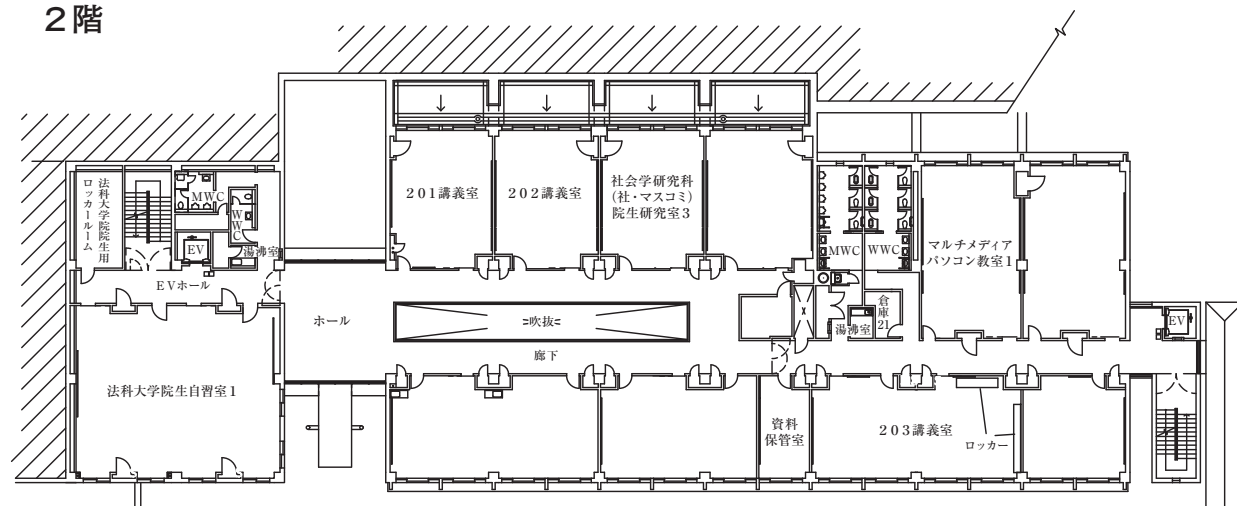 2階
法科大学院院生用
ロッカールーム
MWC
WWC
EV
湯沸室
EVホール
法科大学院生自習室1
ホール
201講義室
202講義室
社会学研究科
(社・マスコミ)
院生研究室3
吹抜
廊下
MWC
WWC
湯沸室
倉庫
21
マルチメディア
パソコン教室1
EV
資料
保管室
203講義室
ロッカー